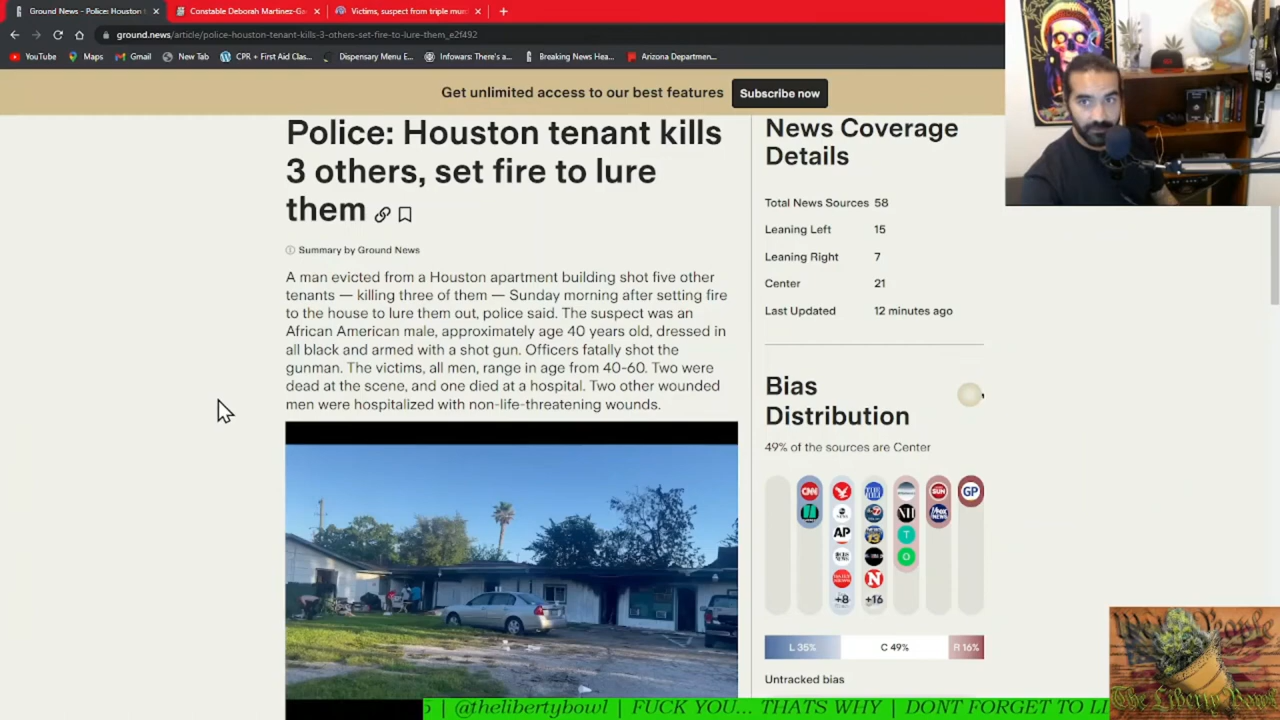 Ground News - Police: Houston
Constable Deborah Martinez-Ga
Victims, suspect from triple mur
ground.news/article/police-houston-tenant-kills-3-others-set-fire-to-lure-them_e2f492
YouTube
Maps
Gmail
New Tab
CPR + First Aid Clas...
Dispensary Menu E...
Infowars: There's a...
Breaking News Hea...
Arizona Departmen...
Get unlimited access to our best features
Subscribe now
Police: Houston tenant kills
3 others, set fire to lure
them
Summary by Ground News
A man evicted from a Houston apartment building shot five other
tenants — killing three of them — Sunday morning after setting fire
to the house to lure them out, police said. The suspect was an
African American male, approximately age 40 years old, dressed in
all black and armed with a shot gun. Officers fatally shot the
gunman. The victims, all men, range in age from 40-60. Two were
dead at the scene, and one died at a hospital. Two other wounded
men were hospitalized with non-life-threatening wounds.
News Coverage
Details
Total News Sources 58
Leaning Left 15
Leaning Right 7
Center 21
Last Updated 12 minutes ago
Bias
Distribution
49% of the sources are Center
CNN
AP
CBS
NEWS
13
N
+8
+16
NH
T
O
SUN
FOX
NEWS
GP
L 35%
C 49%
R 16%
Untracked bias
The Liberty Bowl
| @thelibertybowl | FUCK YOU... THATS WHY | DONT FORGET TO LI